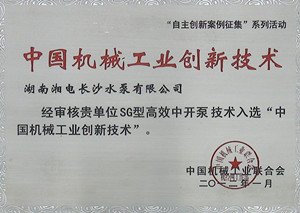 “自主创新案例征集”系列活动
中国机械工业创新技术
湖南湘电长沙水泵有限公司
经审核贵单位SG型高效中开泵技术入选“中
国机械工业创新技术”。
中国机械工业联合会
二〇一二年一月